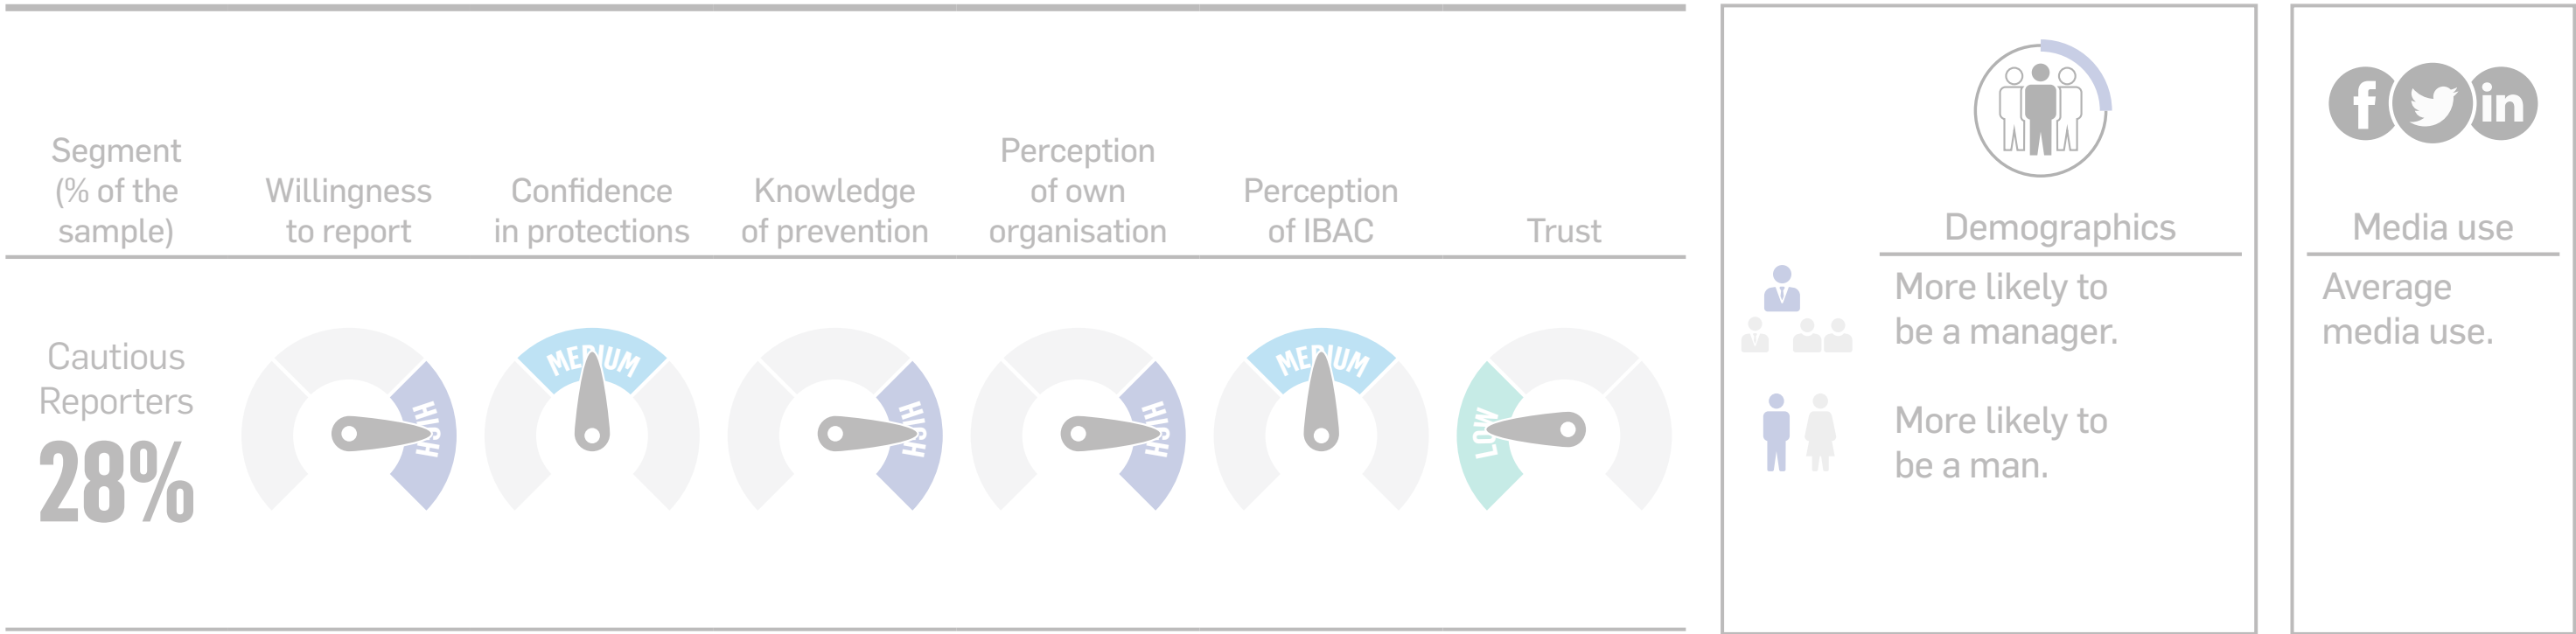 Segment
(% of the
sample)
Willingness
to report
Confidence
in protections
Knowledge
of prevention
Perception
of own
organisation
Perception
of IBAC
Trust
Cautious
Reporters
28%
HIGH
MEDIUM
HIGH
HIGH
MEDIUM
LOW
Demographics
More likely to
be a manager.
More likely to
be a man.
f
in
Media use
Average
media use.